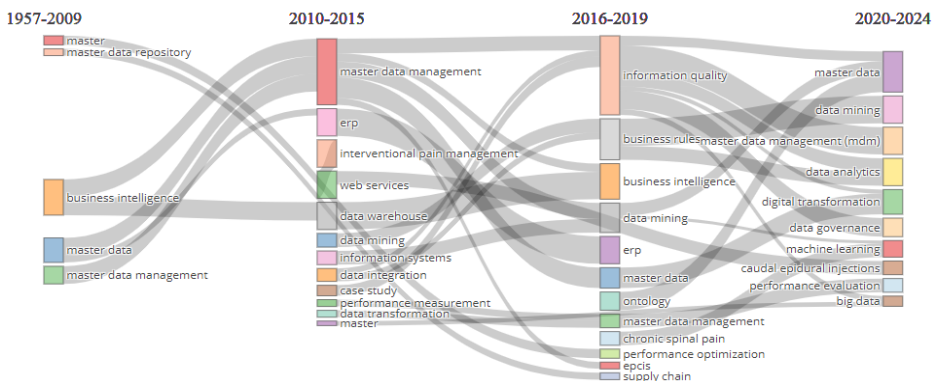 1957-2009
2010-2015
2016-2019
2020-2024
master
master data repository
business intelligence
master data
master data management
master data management
erp
interventional pain management
web services
data warehouse
data mining
information systems
data integration
case study
performance measurement
data transformation
master
information quality
business rules
business intelligence
data mining
erp
master data
ontology
master data management
chronic spinal pain
performance optimization
epcis
supply chain
master data
data mining
master data management (mdm)
data analytics
digital transformation
data governance
machine learning
caudal epidural injections
performance evaluation
big data